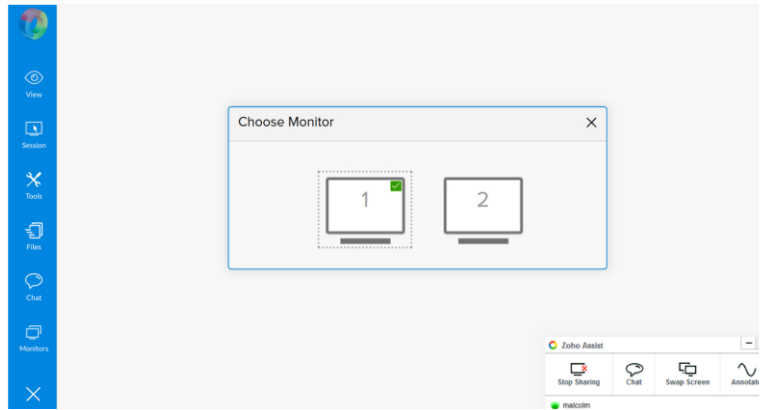 View
Session
Tools
Files
Chat
Monitors
Choose Monitor
1
2
Zoho Assist
Stop Sharing
Chat
Swap Screen
Annotat
malcolm